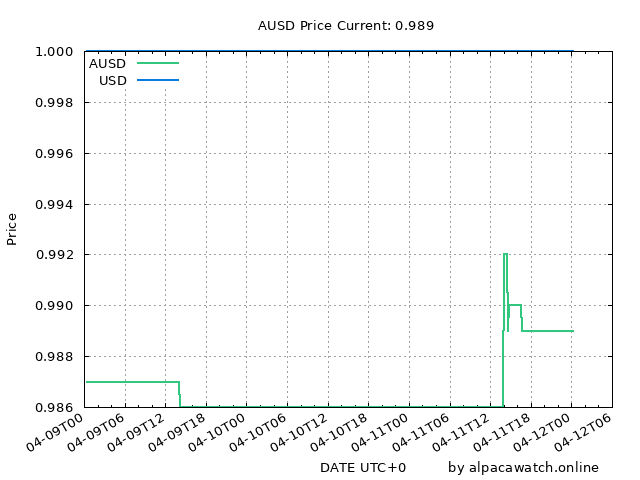 AUSD Price Current: 0.989
1.000
0.998
0.996
0.994
0.992
0.990
0.988
0.986
Price
AUSD
USD
04-09T00
04-09T06
04-09T12
04-09T18
04-10T00
04-10T06
04-10T12
04-10T18
04-11T00
04-11T06
04-11T12
04-11T18
04-12T00
04-12T06
DATE UTC+0
by alpacawatch.online